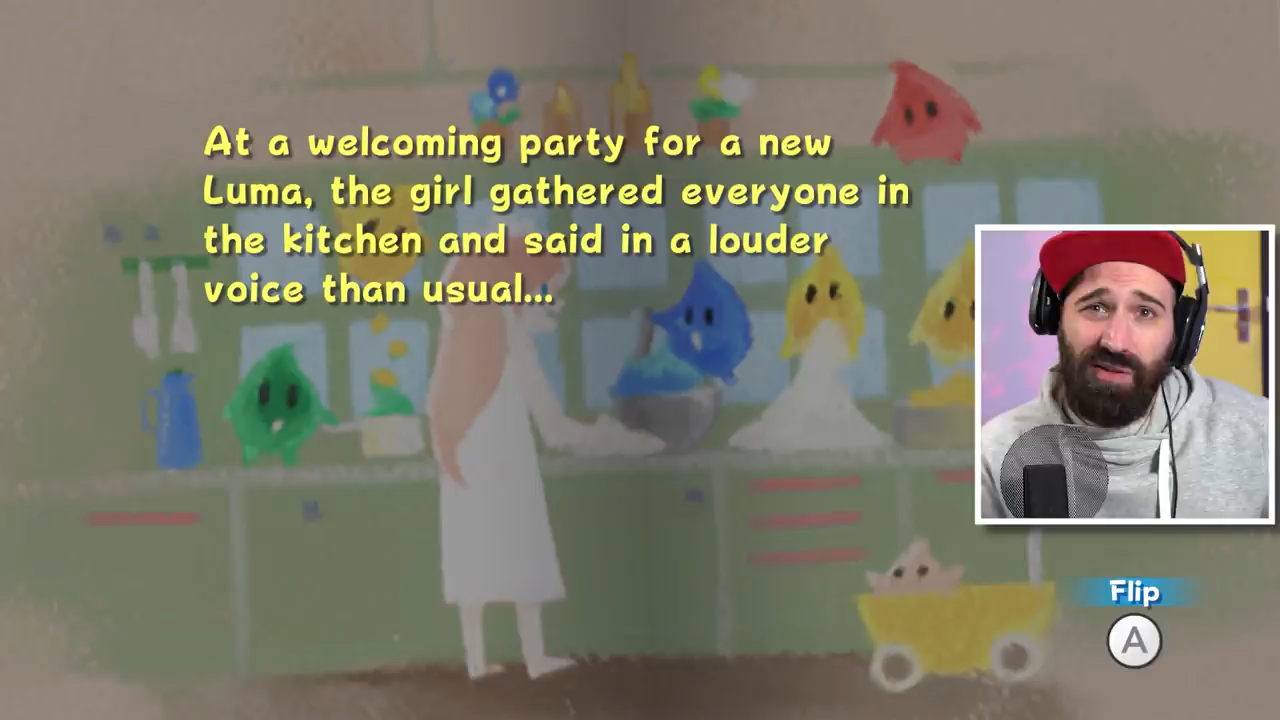 At a welcoming party for a new
Luma, the girl gathered everyone in
the kitchen and said in a louder
voice than usual...
Flip
A